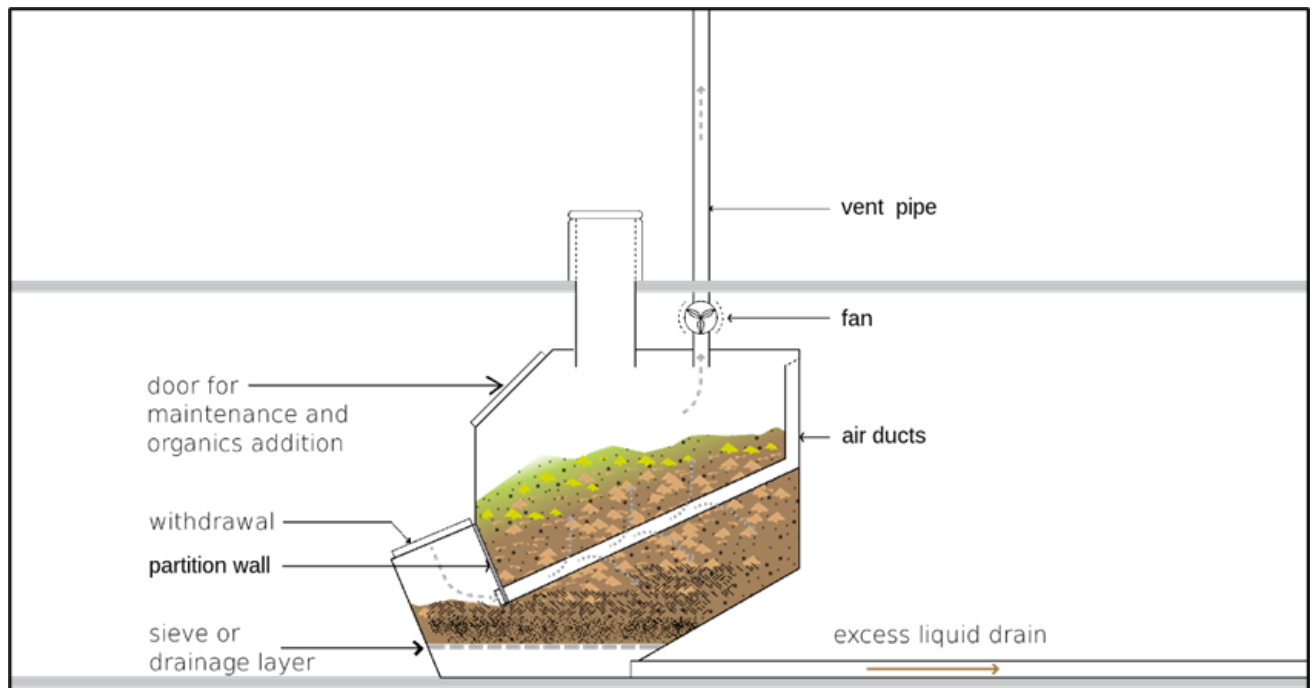 vent pipe
fan
door for
maintenance and
organics addition
air ducts
withdrawal
partition wall
sieve or
drainage layer
excess liquid drain